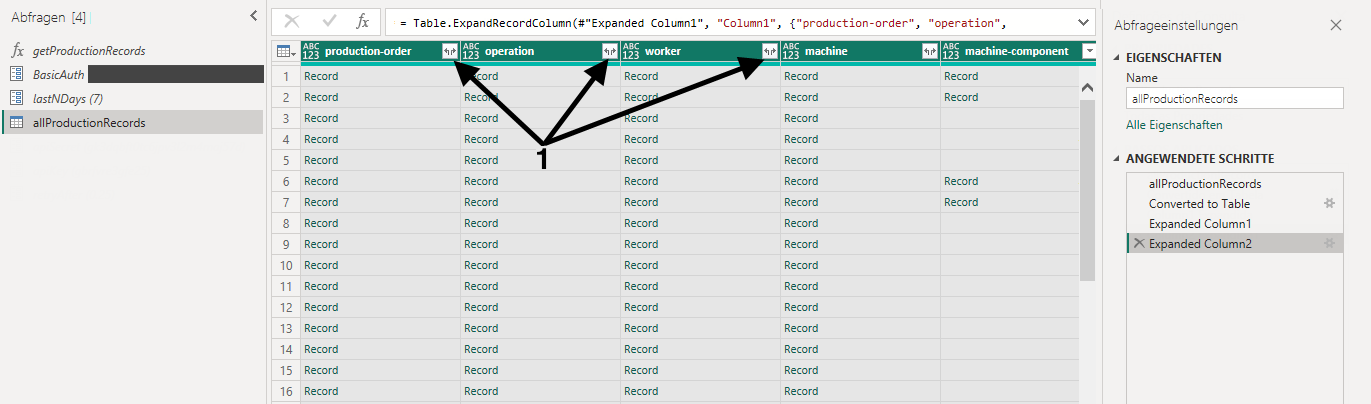 Abfragen [4]
getProductionRecords
BasicAuth
lastNDays (7)
allProductionRecords
= Table.ExpandRecordColumn(#"Expanded Column1", "Column1", {"production-order", "operation",
ABC 123 production-order ABC 123 operation ABC 123 worker ABC 123 machine ABC 123 machine-component
1 Record Record Record Record Record
2 Record Record Record Record Record
3 Record Record Record Record
4 Record Record Record Record
5 Record Record Record Record
6 Record Record Record Record Record
7 Record Record Record Record Record
8 Record Record Record Record
9 Record Record Record Record
10 Record Record Record Record
11 Record Record Record Record
12 Record Record Record Record
13 Record Record Record Record
14 Record Record Record Record
15 Record Record Record Record
16 Record Record Record Record
1
Abfrageeinstellungen
EIGENSCHAFTEN
Name
allProductionRecords
Alle Eigenschaften
ANGEWENDETE SCHRITTE
allProductionRecords
Converted to Table
Expanded Column1
Expanded Column2